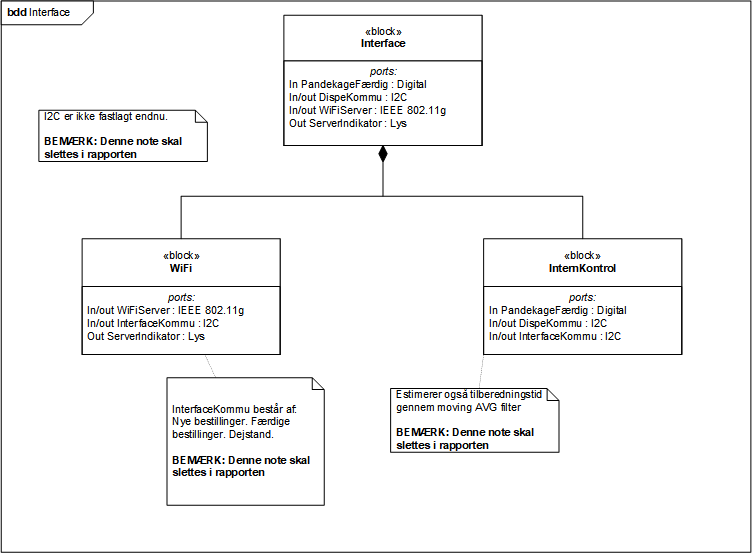 bdd Interface
«block»
Interface
ports:
In PandekageFærdig : Digital
In/out DispeKommu : I2C
In/out WiFiServer : IEEE 802.11g
Out ServerIndikator : Lys
I2C er ikke fastlagt endnu.
BEMÆRK: Denne note skal
slettes i rapporten
«block»
WiFi
ports:
In/out WiFiServer : IEEE 802.11g
In/out InterfaceKommu : I2C
Out ServerIndikator : Lys
«block»
InternKontrol
ports:
In PandekageFærdig : Digital
In/out DispeKommu : I2C
In/out InterfaceKommu : I2C
InterfaceKommu består af:
Nye bestillinger. Færdige
bestillinger. Dejstand.
BEMÆRK: Denne note skal
slettes i rapporten
Estimerer også tilberedningstid
gennem moving AVG filter
BEMÆRK: Denne note skal
slettes i rapporten